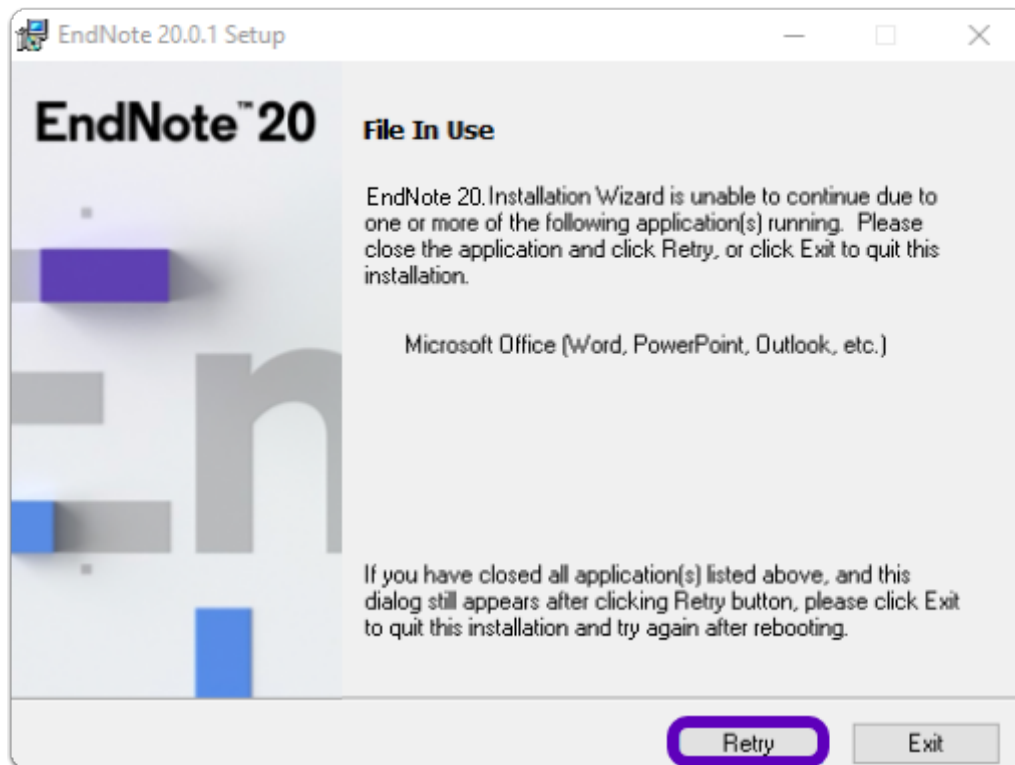 EndNote 20.0.1 Setup
EndNote™ 20
File In Use
EndNote 20.Installation Wizard is unable to continue due to
one or more of the following application(s) running.  Please
close the application and click Retry, or click Exit to quit this
installation.
Microsoft Office (Word, PowerPoint, Outlook, etc.)
If you have closed all application(s) listed above, and this
dialog still appears after clicking Retry button, please click Exit
to quit this installation and try again after rebooting.
Retry
Exit